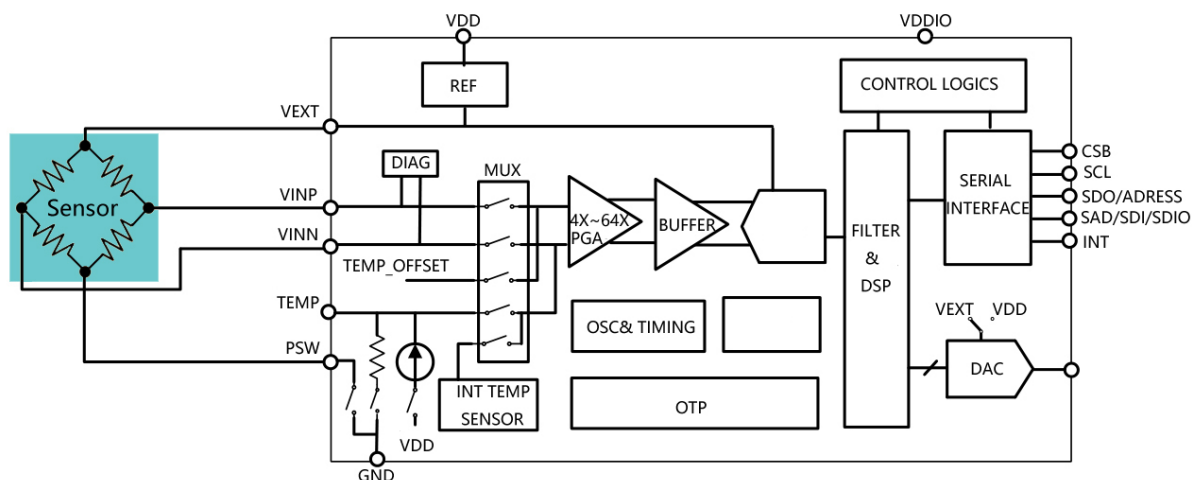 VDD
VDDIO
REF
CONTROL LOGICS
VEXT
DIAG
MUX
CSB
SCL
SDO/ADRESS
SAD/SDI/SDIO
INT
VINP
Sensor
4X~64X
PGA
BUFFER
FILTER
&
DSP
SERIAL
INTERFACE
VINN
TEMP_OFFSET
TEMP
OSC& TIMING
VEXT
VDD
PSW
DAC
INT TEMP
SENSOR
OTP
VDD
GND